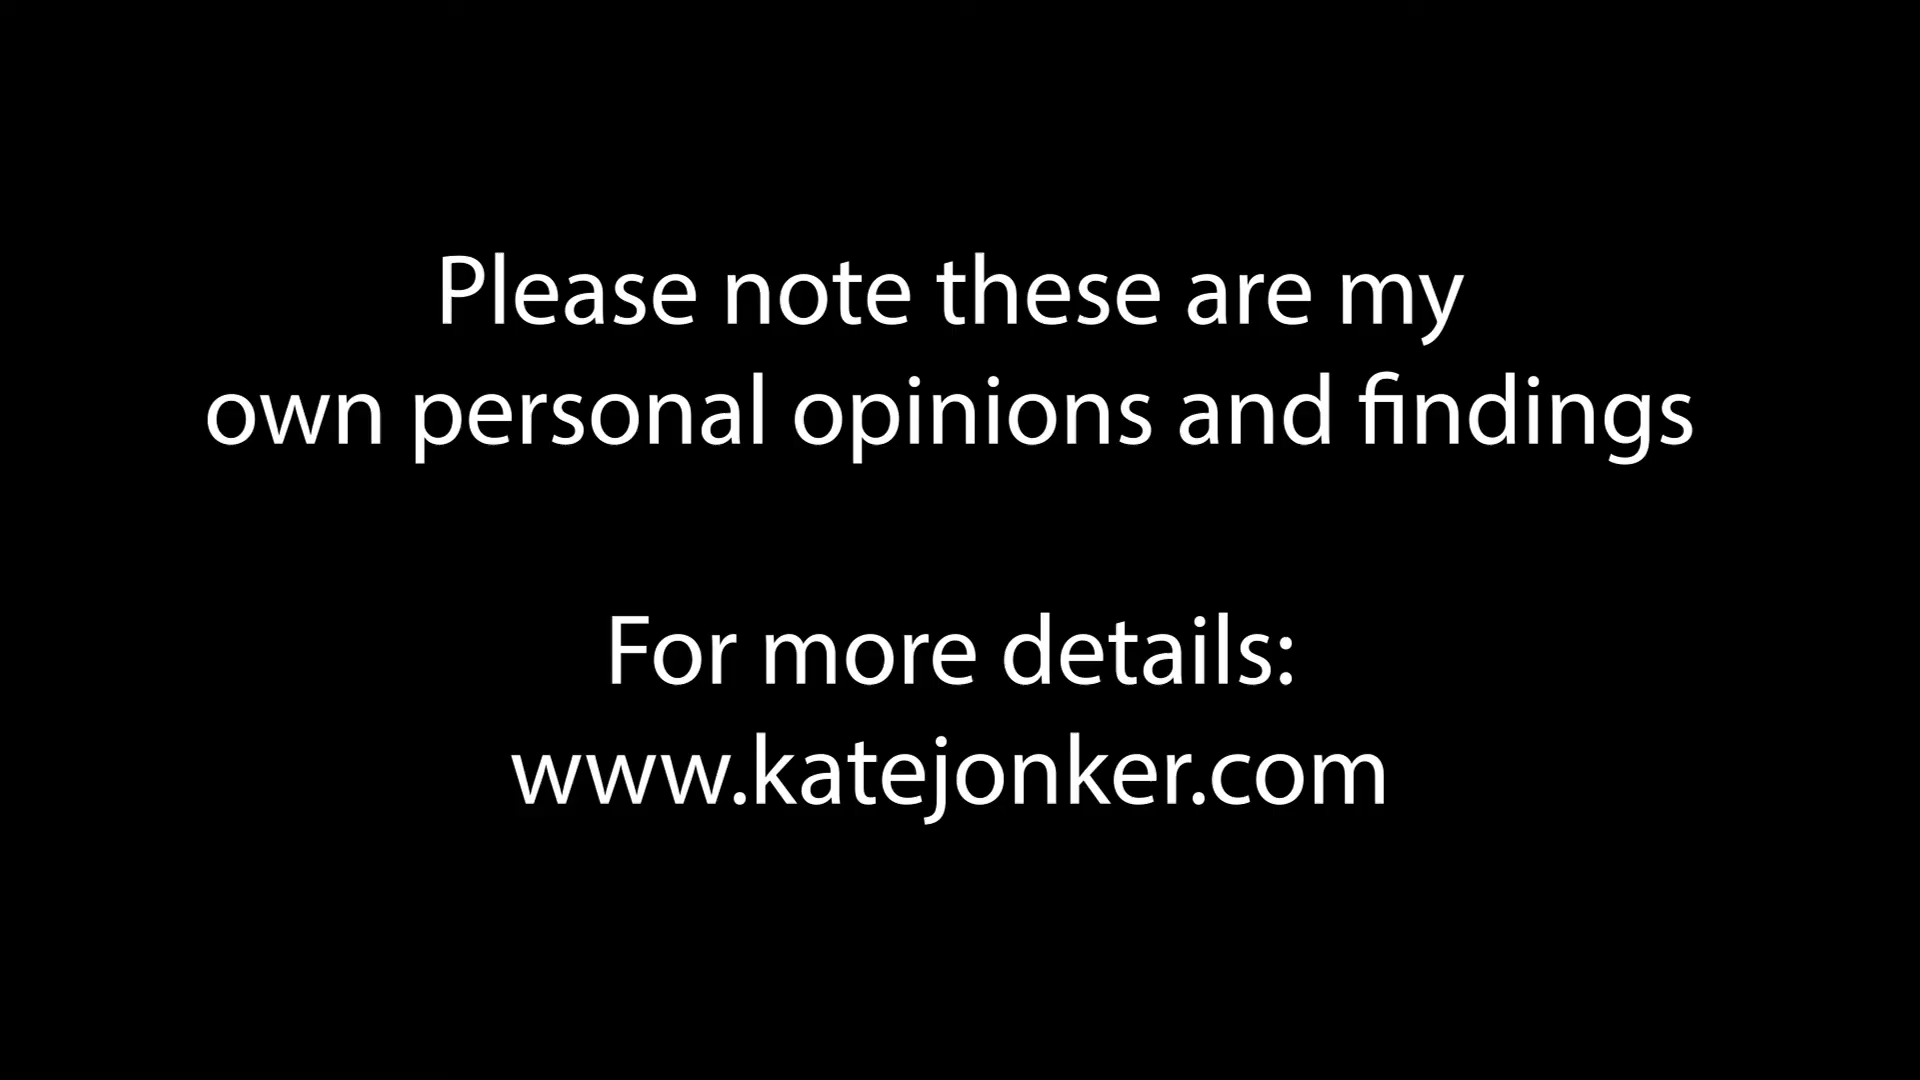 Please note these are my
own personal opinions and findings
For more details:
www.katejonker.com